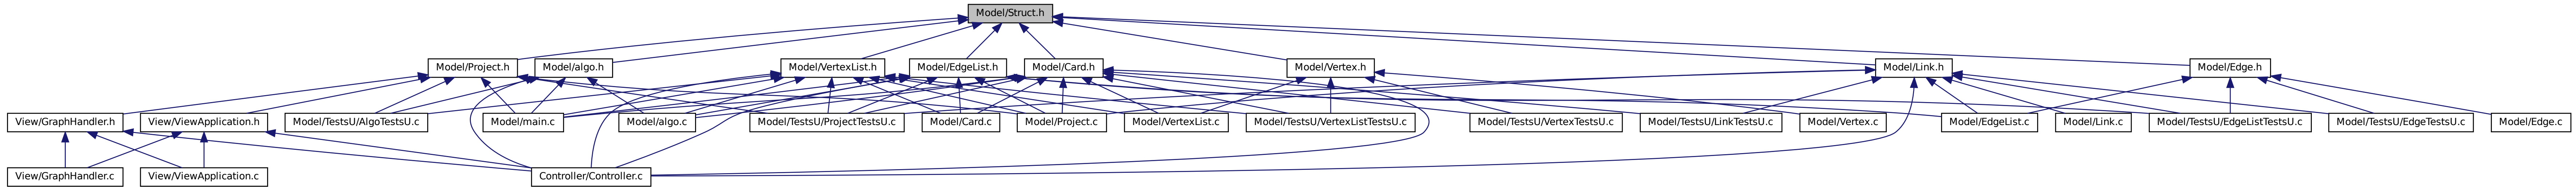 Model/Struct.h
Model/Project.h
Model/algo.h
Model/VertexList.h
Model/EdgeList.h
Model/Card.h
Model/Vertex.h
Model/Link.h
Model/Edge.h
View/GraphHandler.h
View/ViewApplication.h
Model/TestsU/AlgoTestsU.c
Model/main.c
Model/algo.c
Model/TestsU/ProjectTestsU.c
Model/Card.c
Model/Project.c
Model/VertexList.c
Model/TestsU/VertexListTestsU.c
Model/TestsU/VertexTestsU.c
Model/TestsU/LinkTestsU.c
Model/Vertex.c
Model/EdgeList.c
Model/Link.c
Model/TestsU/EdgeListTestsU.c
Model/TestsU/EdgeTestsU.c
Model/Edge.c
View/GraphHandler.c
View/ViewApplication.c
Controller/Controller.c